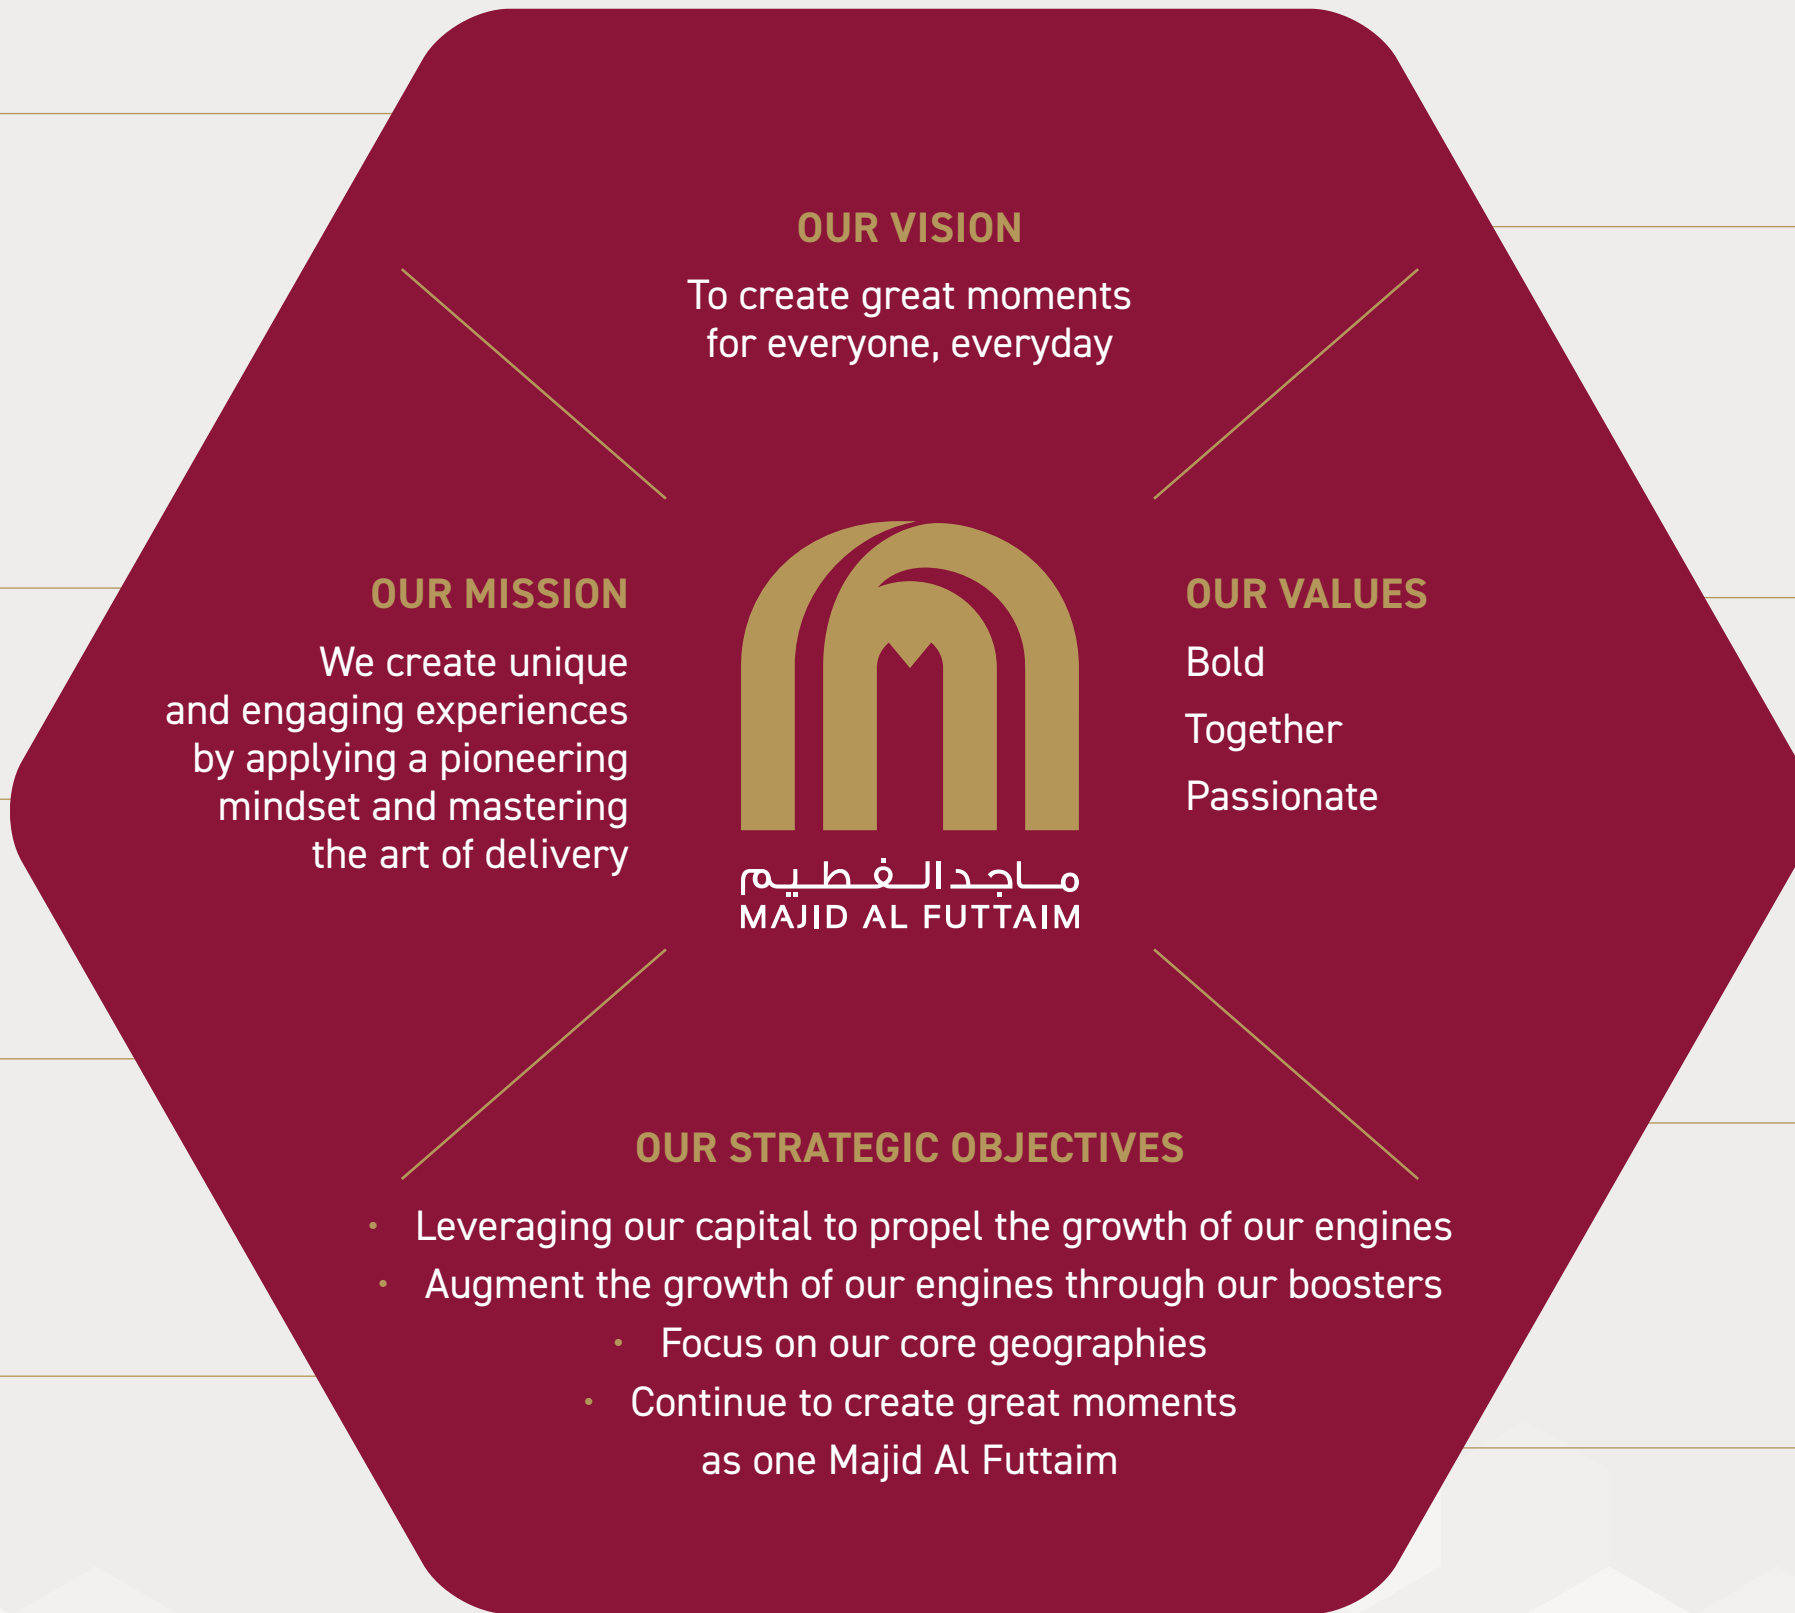 OUR VISION
To create great moments
for everyone, everyday
OUR MISSION
We create unique
and engaging experiences
by applying a pioneering
mindset and mastering
the art of delivery
ماجد الفطيم
MAJID AL FUTTAIM
OUR VALUES
Bold
Together
Passionate
OUR STRATEGIC OBJECTIVES
• Leveraging our capital to propel the growth of our engines
• Augment the growth of our engines through our boosters
• Focus on our core geographies
• Continue to create great moments
as one Majid Al Futtaim